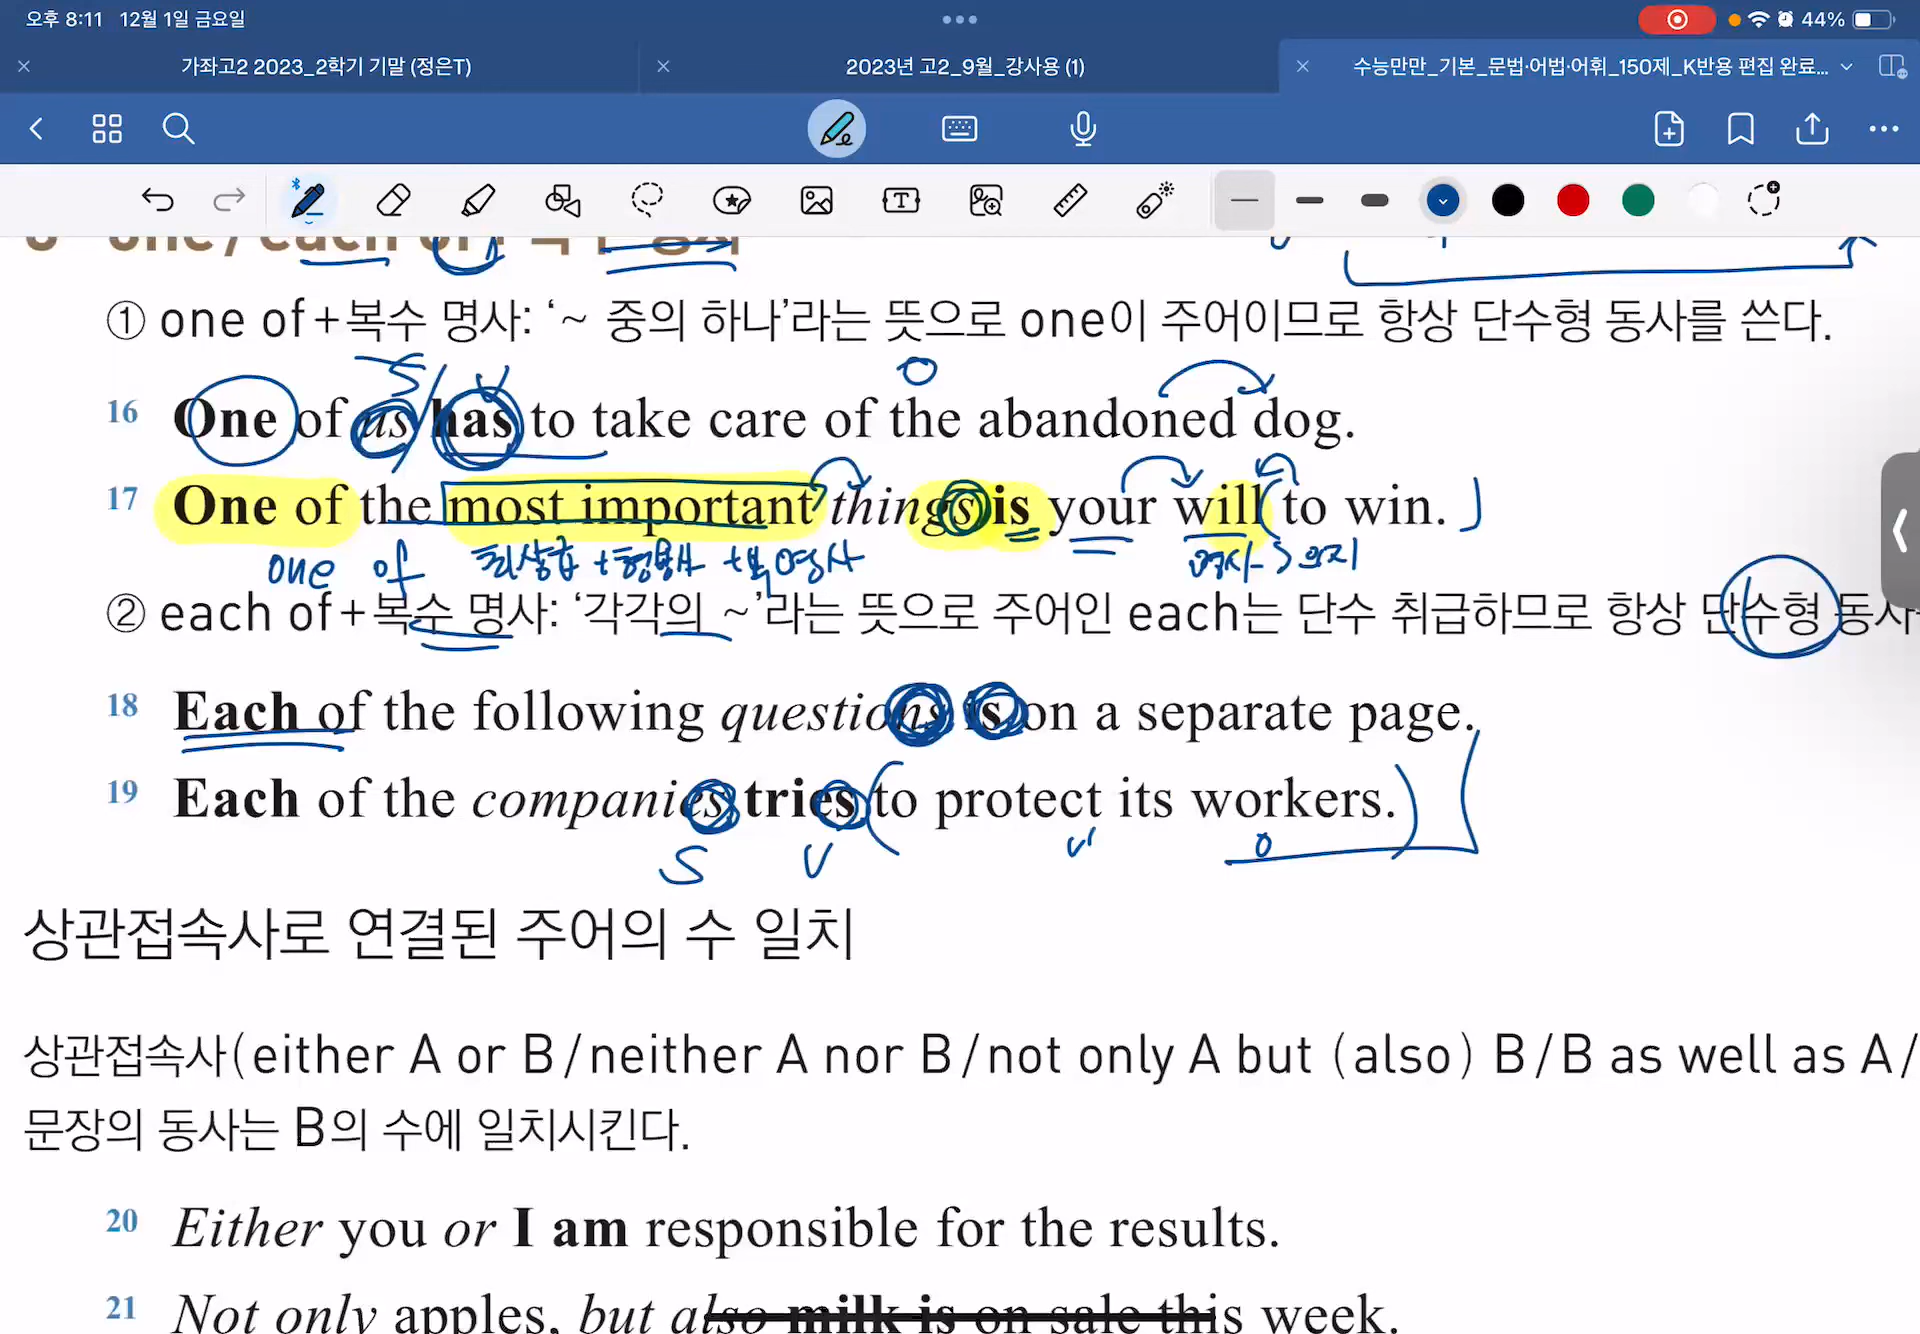 오후 8:11 12월 1일 금요일
44%
가좌고2 2023_2학기 기말 (정은T)
2023년 고2_9월_강사용 (1)
수능만만_기본_문법·어법·어휘_150제_K반용 편집 완료...
① one of+복수 명사: ‘~ 중의 하나’라는 뜻으로 one이 주어이므로 항상 단수형 동사를 쓴다.
S V O
16 One of us has to take care of the abandoned dog.
17 One of the most important things is your will to win.
one of 최상급 +형용사 +복 명사 명사 의지
② each of+복수 명사: ‘각각의 ~’라는 뜻으로 주어인 each는 단수 취급하므로 항상 단수형 동사
18 Each of the following questions is on a separate page.
19 Each of the companies tries to protect its workers.
S V v' o
상관접속사로 연결된 주어의 수 일치
상관접속사(either A or B/neither A nor B/not only A but (also) B/B as well as A/
문장의 동사는 B의 수에 일치시킨다.
20 Either you or I am responsible for the results.
21 Not only apples, but also milk is on sale this week.